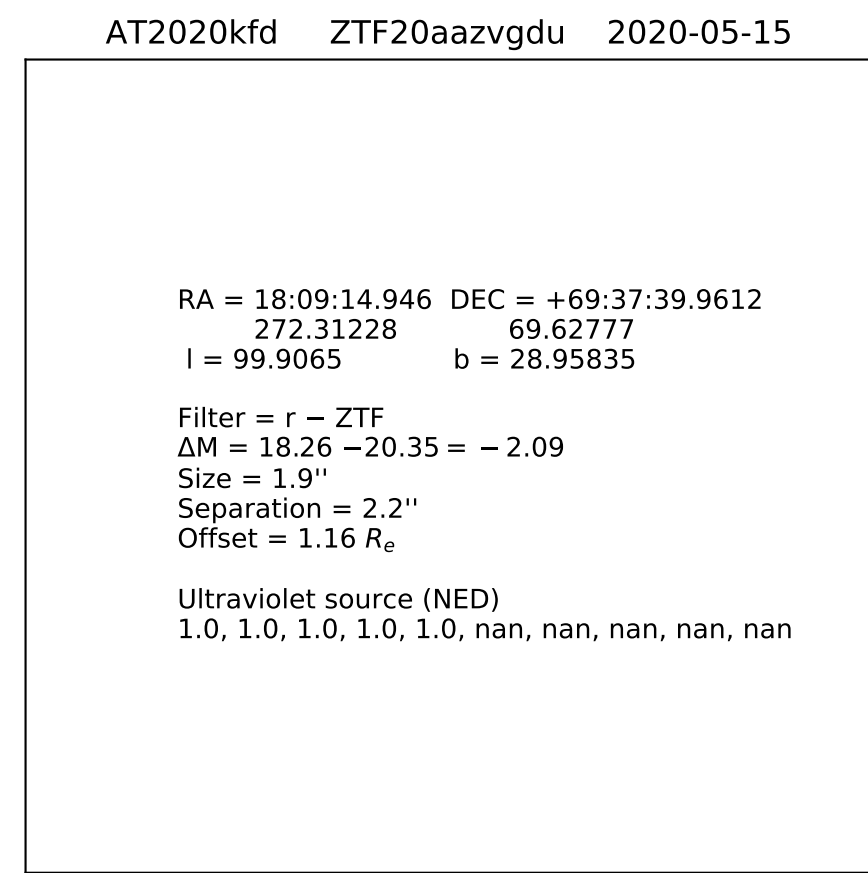 AT2020kfd ZTF20aazvgdu 2020-05-15
RA = 18:09:14.946 DEC = +69:37:39.9612
272.31228 69.62777
l = 99.9065 b = 28.95835
Filter = r − ZTF
ΔM = 18.26 −20.35 = − 2.09
Size = 1.9''
Separation = 2.2''
Offset = 1.16 Rₑ
Ultraviolet source (NED)
1.0, 1.0, 1.0, 1.0, 1.0, nan, nan, nan, nan, nan